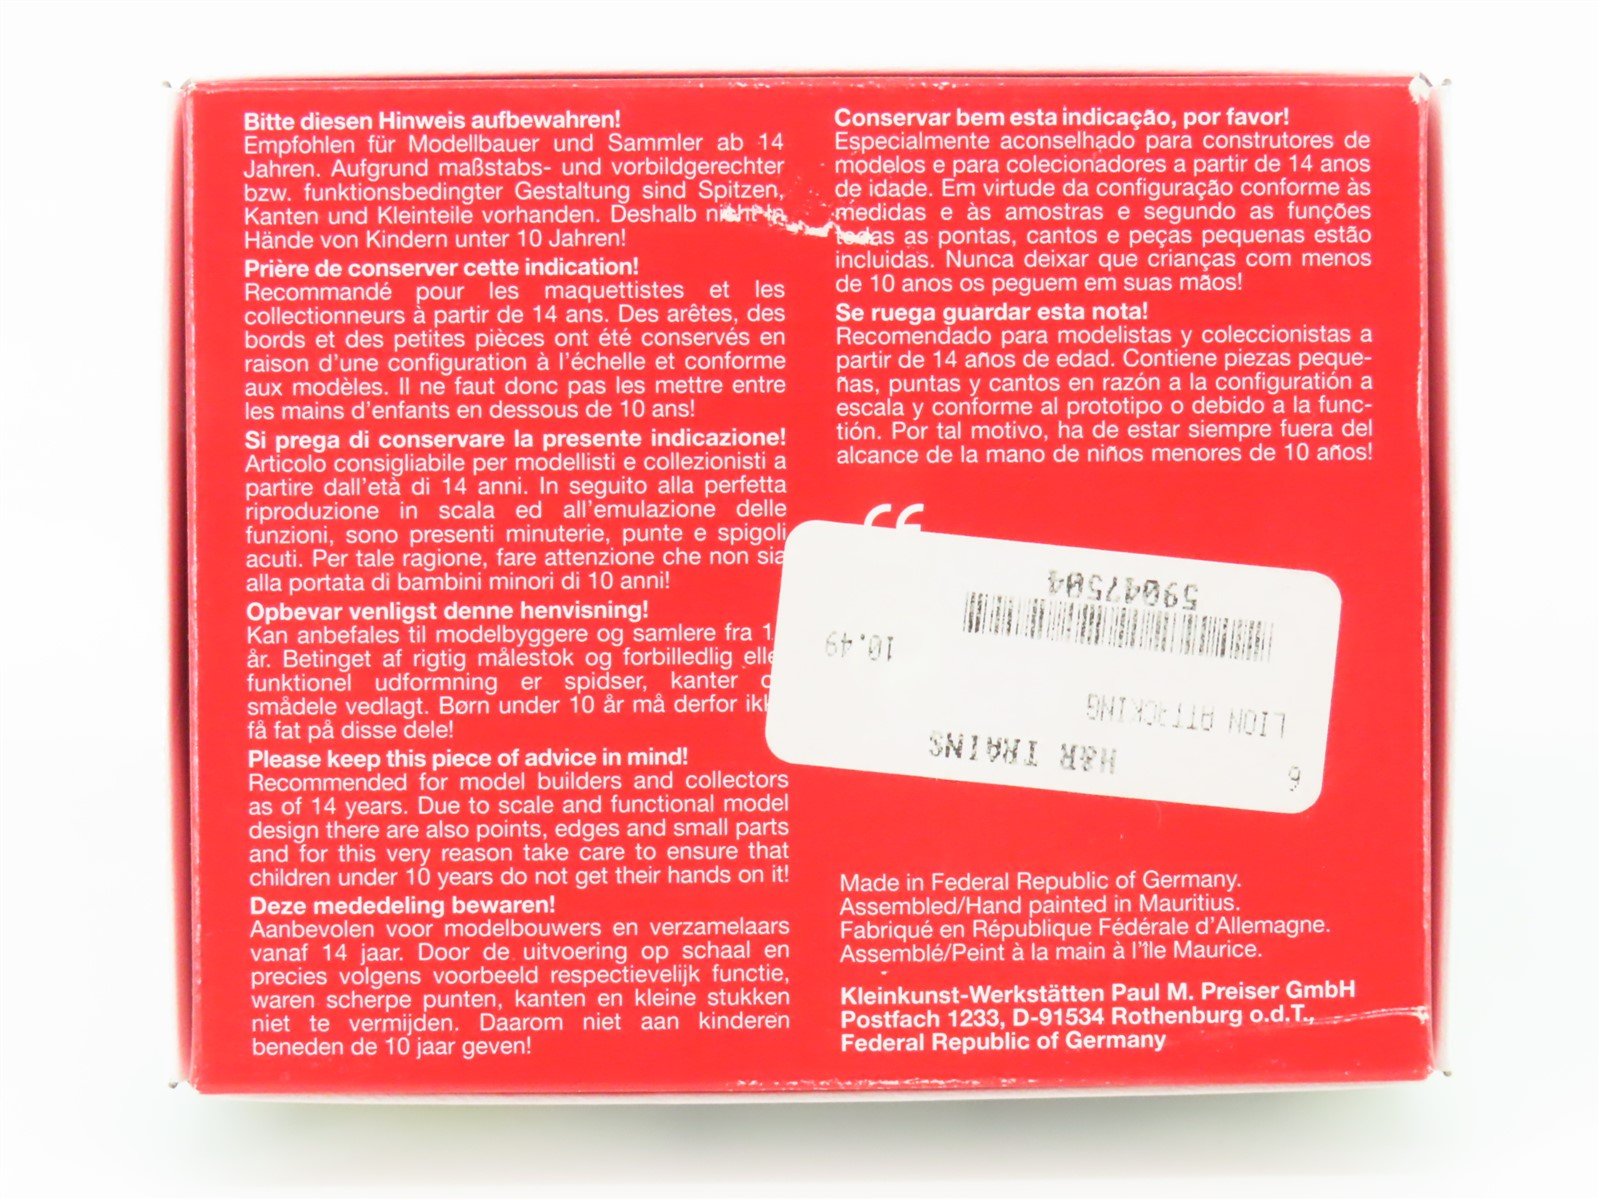 Bitte diesen Hinweis aufbewahren!
Empfohlen für Modellbauer und Sammler ab 14
Jahren. Aufgrund maßstabs- und vorbildgerechter
bzw. funktionsbedingter Gestaltung sind Spitzen,
Kanten und Kleinteile vorhanden. Deshalb nicht in
Hände von Kindern unter 10 Jahren!
Prière de conserver cette indication!
Recommandé pour les maquettistes et les
collectionneurs à partir de 14 ans. Des arêtes, des
bords et des petites pièces ont été conservés en
raison d'une configuration à l'échelle et conforme
aux modèles. Il ne faut donc pas les mettre entre
les mains d'enfants en dessous de 10 ans!
Si prega di conservare la presente indicazione!
Articolo consigliabile per modellisti e collezionisti a
partire dall'età di 14 anni. In seguito alla perfetta
riproduzione in scala ed all'emulazione delle
funzioni, sono presenti minuterie, punte e spigoli
acuti. Per tale ragione, fare attenzione che non sia
alla portata di bambini minori di 10 anni!
Opbevar venligst denne henvisning!
Kan anbefales til modelbyggere og samlere fra
år. Betinget af rigtig målestok og forbilledlig
funktionel udformning er spidser, kanter
smådele vedlagt. Børn under 10 år må derfor
få fat på disse dele!
Please keep this piece of advice in mind!
Recommended for model builders and collectors
as of 14 years. Due to scale and functional model
design there are also points, edges and small parts
and for this very reason take care to ensure that
children under 10 years do not get their hands on it!
Deze mededeling bewaren!
Aanbevolen voor modelbouwers en verzamelaars
vanaf 14 jaar. Door de uitvoering op schaal en
precies volgens voorbeeld respectievelijk functie,
waren scherpe punten, kanten en kleine stukken
niet te vermijden. Daarom niet aan kinderen
beneden de 10 jaar geven!
Conservar bem esta indicação, por favor!
Especialmente aconselhado para construtores de
modelos e para colecionadores a partir de 14 anos
de idade. Em virtude da configuração conforme às
medidas e às amostras e segundo as funções
todas as pontas, cantos e peças pequenas estão
incluidas. Nunca deixar que crianças com menos
de 10 anos os peguem em suas mãos!
Se ruega guardar esta nota!
Recomendado para modelistas y coleccionistas a
partir de 14 años de edad. Contiene piezas peque-
ñas, puntas y cantos en razón a la configuratión a
escala y conforme al prototipo o debido a la func-
tión. Por tal motivo, ha de estar siempre fuera del
alcance de la mano de niños menores de 10 años!
6
H&R TRAINS
LION ATTACKING
10.49
59047504
Made in Federal Republic of Germany.
Assembled/Hand painted in Mauritius.
Fabriqué en République Fédérale d'Allemagne.
Assemblé/Peint à la main à l'île Maurice.
Kleinkunst-Werkstätten Paul M. Preiser GmbH
Postfach 1233, D-91534 Rothenburg o.d.T.,
Federal Republic of Germany